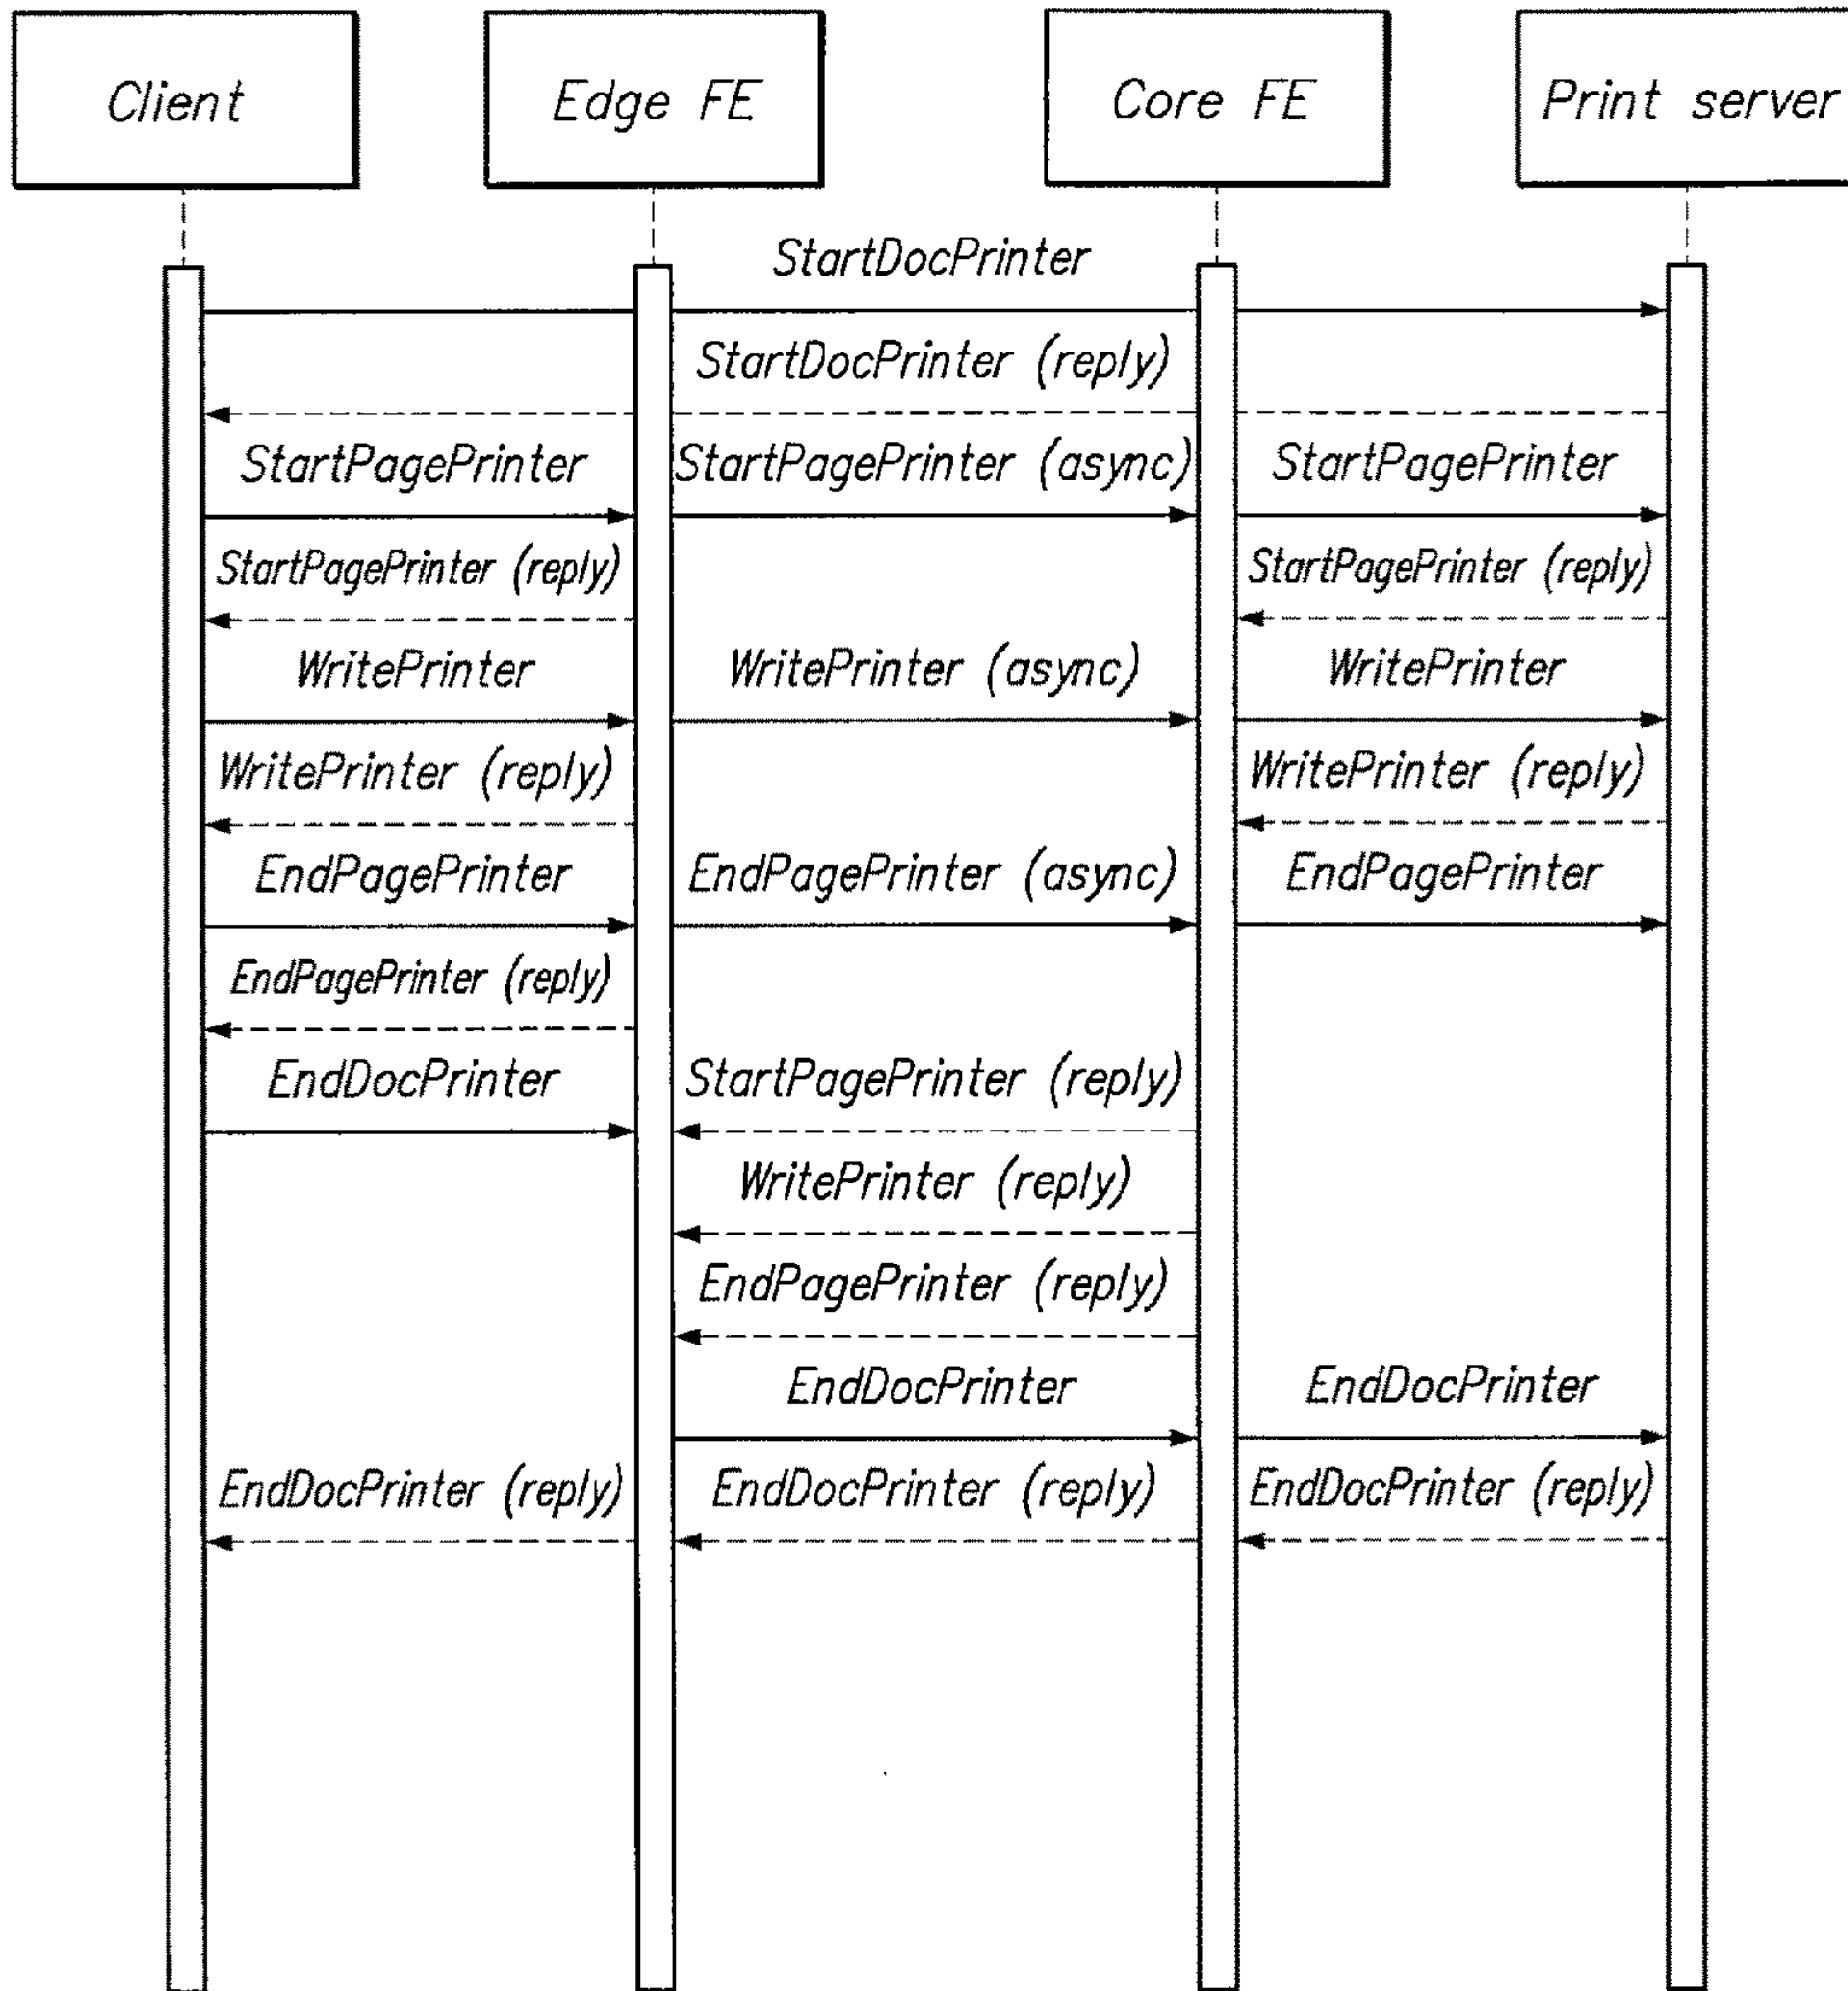 Client Edge FE Core FE Print server
StartDocPrinter
StartDocPrinter (reply)
StartPagePrinter StartPagePrinter (async) StartPagePrinter
StartPagePrinter (reply) StartPagePrinter (reply)
WritePrinter WritePrinter (async) WritePrinter
WritePrinter (reply) WritePrinter (reply)
EndPagePrinter EndPagePrinter (async) EndPagePrinter
EndPagePrinter (reply)
EndDocPrinter StartPagePrinter (reply)
WritePrinter (reply)
EndPagePrinter (reply)
EndDocPrinter EndDocPrinter
EndDocPrinter (reply) EndDocPrinter (reply) EndDocPrinter (reply)